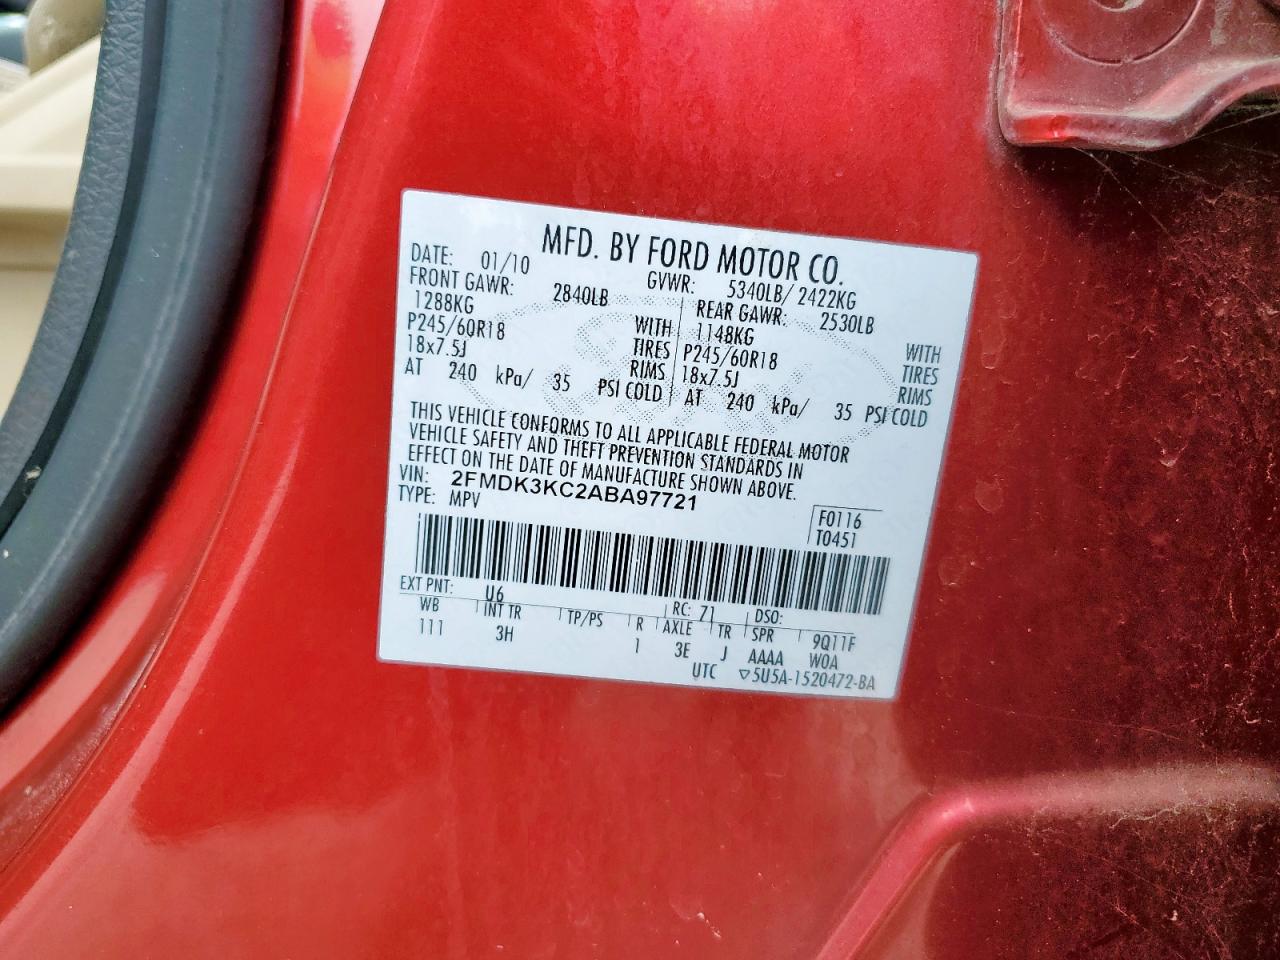 MFD. BY FORD MOTOR CO.
DATE: 01/10 GVWR: 5340LB/ 2422KG
FRONT GAWR: 2840LB REAR GAWR: 2530LB
1288KG WITH 1148KG WITH
P245/60R18 TIRES P245/60R18 TIRES
18x7.5J RIMS 18x7.5J RIMS
AT 240 kPa/ 35 PSI COLD AT 240 kPa/ 35 PSI COLD
THIS VEHICLE CONFORMS TO ALL APPLICABLE FEDERAL MOTOR
VEHICLE SAFETY AND THEFT PREVENTION STANDARDS IN
EFFECT ON THE DATE OF MANUFACTURE SHOWN ABOVE.
VIN: 2FMDK3KC2ABA97721
TYPE: MPV
F0116
T0451
EXT PNT: U6 RC: 71 DSO:
WB INT TR TP/PS R AXLE TR SPR 9Q11F
111 3H 1 3E J AAAA W0A
UTC ▽5U5A-1520472-BA